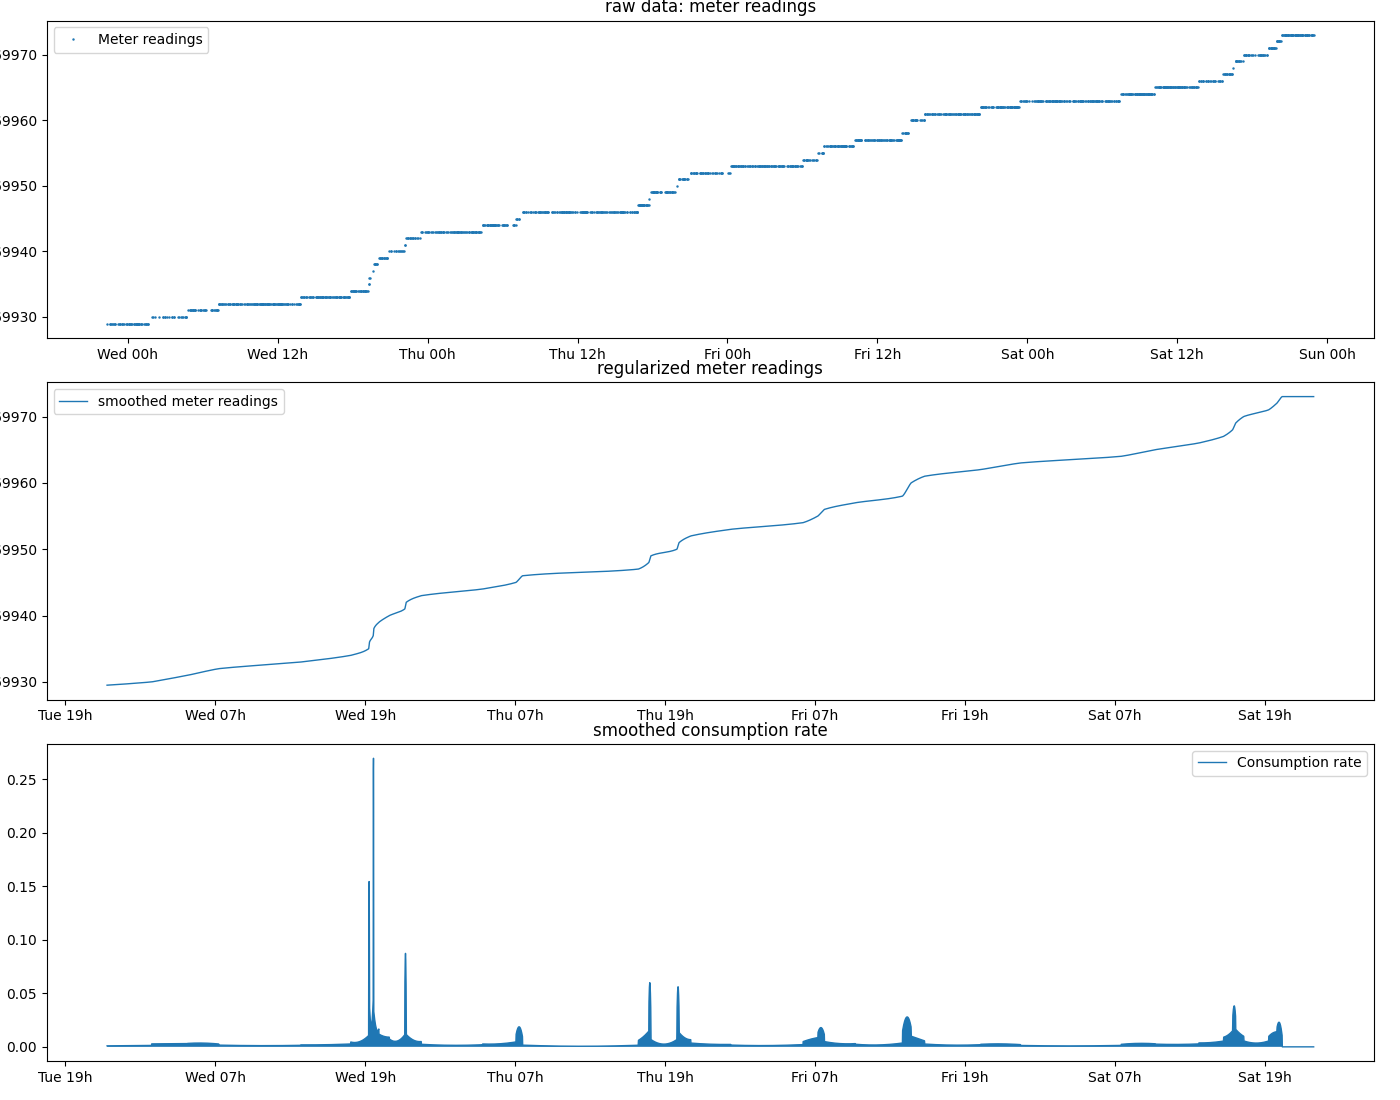 raw data: meter readings
Meter readings
9970
9960
9950
9940
9930
Wed 00h Wed 12h Thu 00h Thu 12h Fri 00h Fri 12h Sat 00h Sat 12h Sun 00h
regularized meter readings
smoothed meter readings
9970
9960
9950
9940
9930
Tue 19h Wed 07h Wed 19h Thu 07h Thu 19h Fri 07h Fri 19h Sat 07h Sat 19h
smoothed consumption rate
Consumption rate
0.25
0.20
0.15
0.10
0.05
0.00
Tue 19h Wed 07h Wed 19h Thu 07h Thu 19h Fri 07h Fri 19h Sat 07h Sat 19h